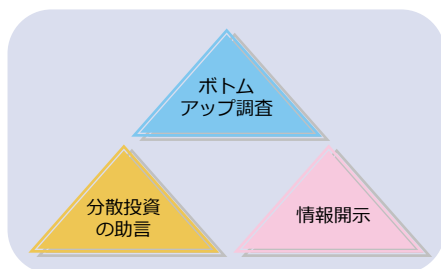 ボトム
アップ調査
分散投資
の助言
情報開示